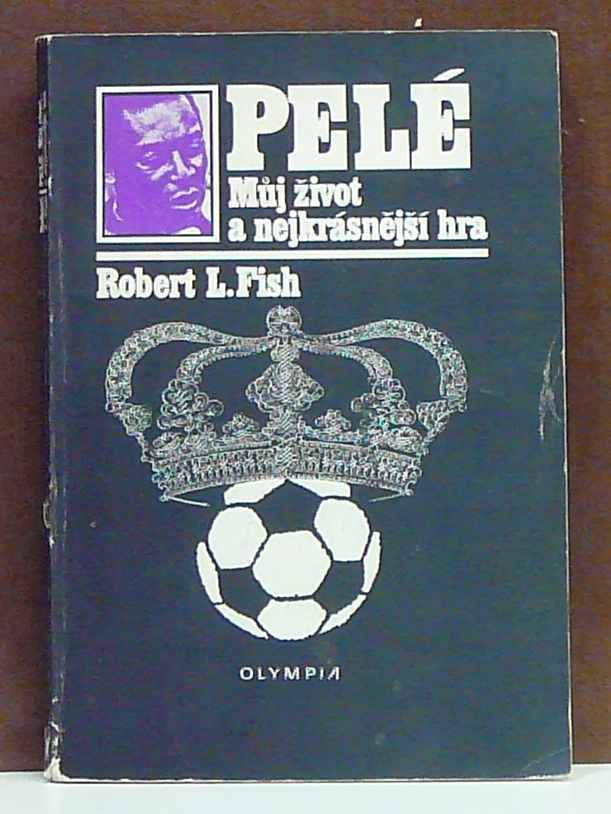 PELÉ
Můj život
a nejkrásnější hra
Robert L. Fish
OLYMPIA